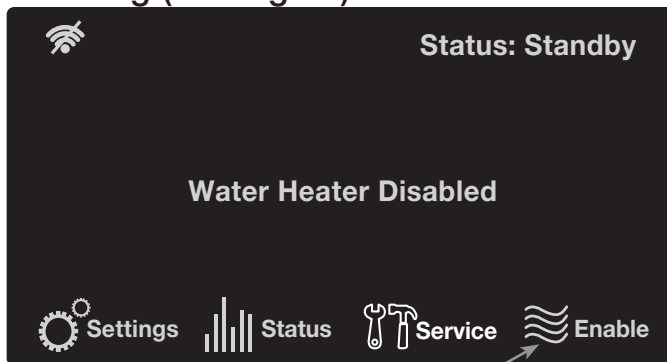 Status: Standby
Water Heater Disabled
Settings Status Service Enable